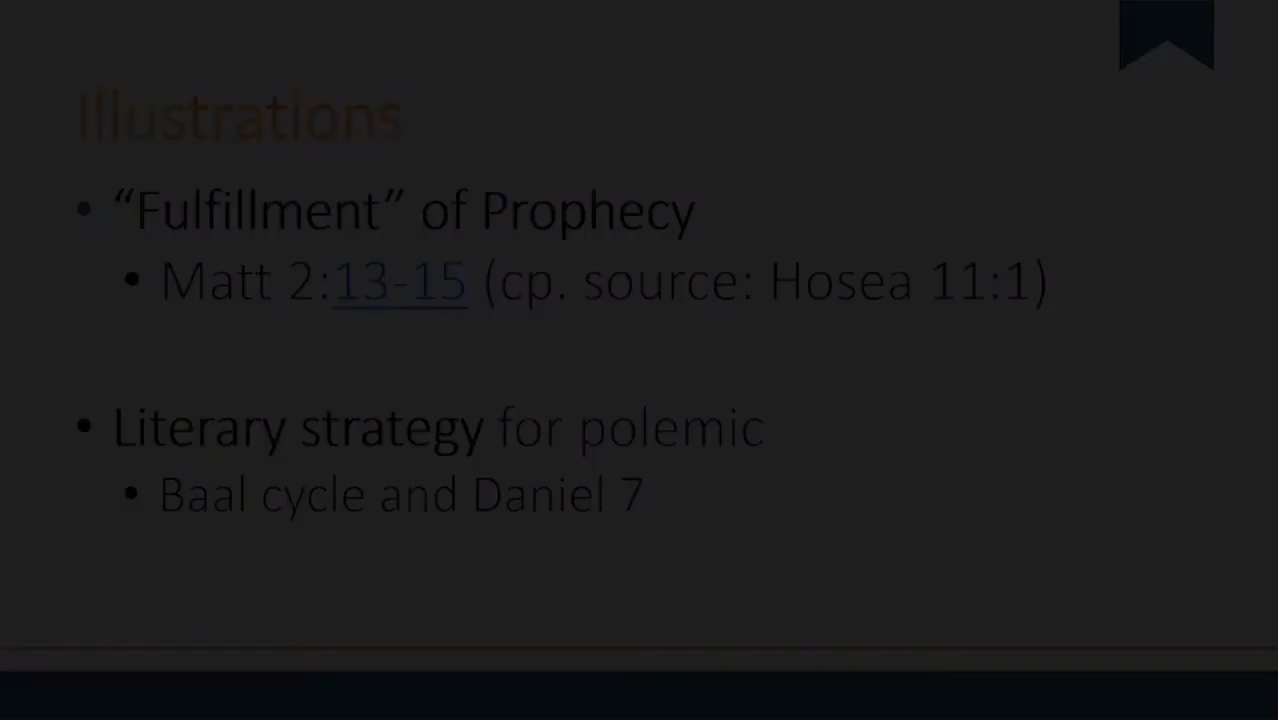 Illustrations
• “Fulfillment” of Prophecy
• Matt 2:13-15 (cp. source: Hosea 11:1)
• Literary strategy for polemic
• Baal cycle and Daniel 7